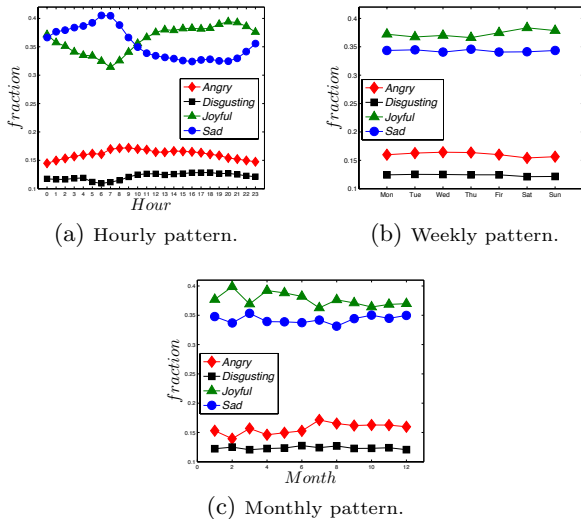 0.4
0.35
0.3
0.25
0.2
0.15
0.1
fraction
Angry
Disgusting
Joyful
Sad
0 1 2 3 4 5 6 7 8 9 10 11 12 13 14 15 16 17 18 19 20 21 22 23
Hour
(a) Hourly pattern.
0.4
0.35
0.3
0.25
0.2
0.15
0.1
fraction
Angry
Disgusting
Joyful
Sad
Mon Tue Wed Thu Fir Sat Sun
(b) Weekly pattern.
0.4
0.35
0.3
0.25
0.2
0.15
0.1
fraction
Angry
Disgusting
Joyful
Sad
0 2 4 6 8 10 12
Month
(c) Monthly pattern.